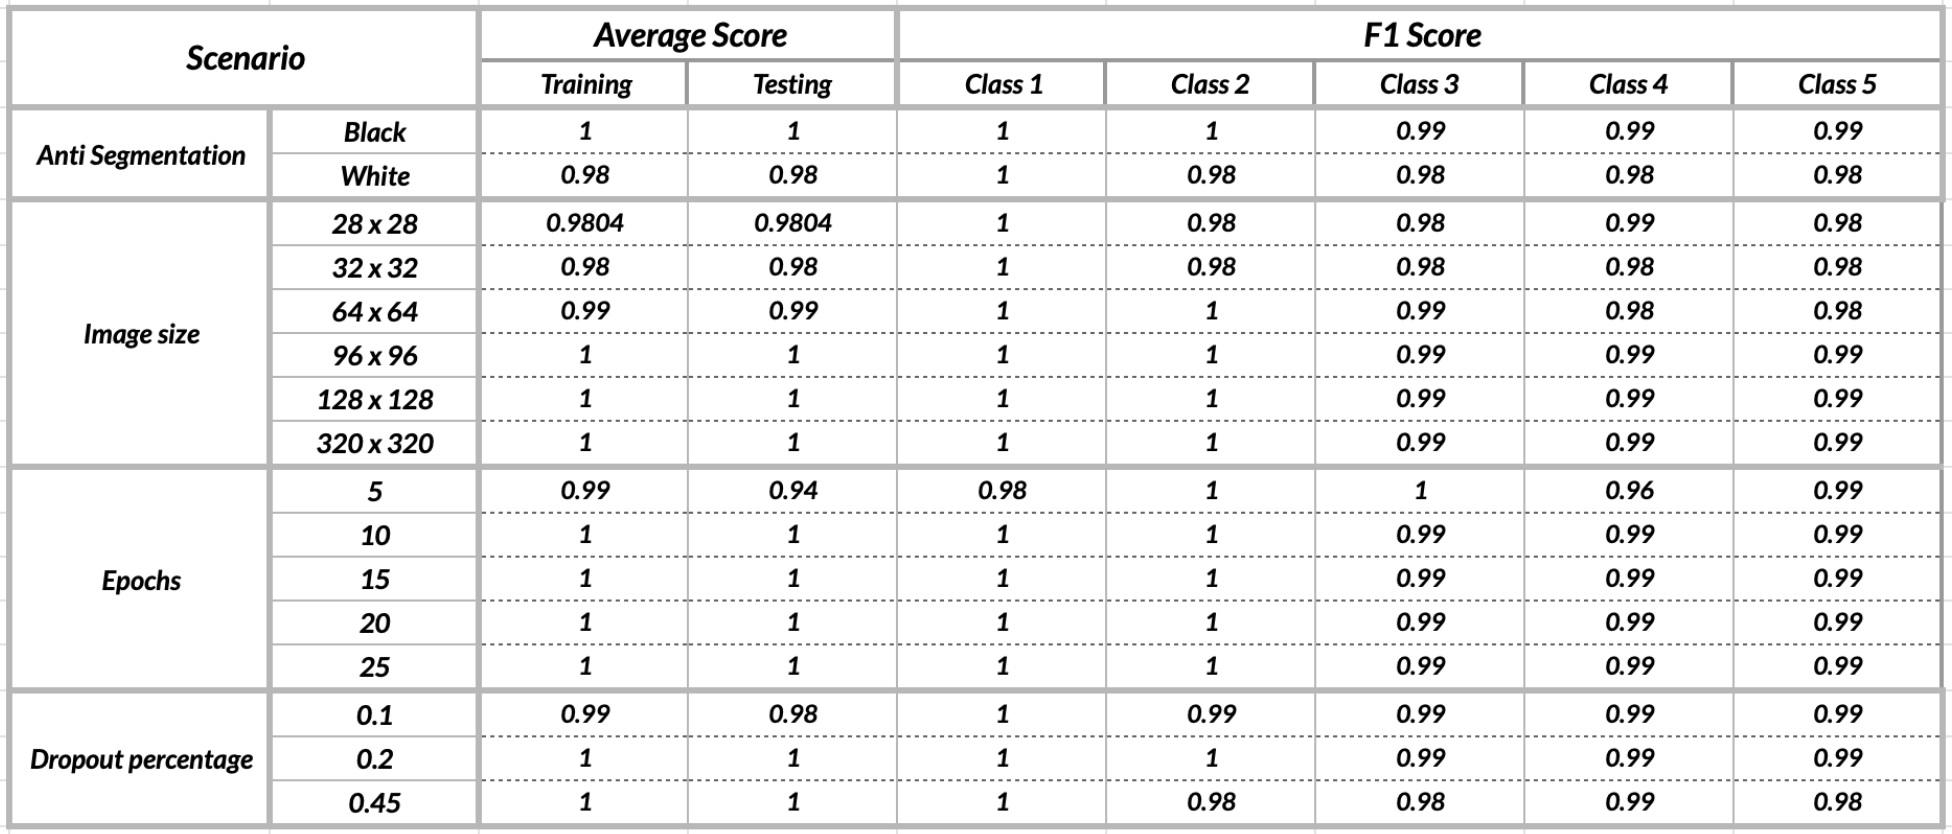 Scenario Average Score F1 Score
Training Testing Class 1 Class 2 Class 3 Class 4 Class 5
Anti Segmentation
Black 1 1 1 1 0.99 0.99 0.99
White 0.98 0.98 1 0.98 0.98 0.98 0.98
Image size
28 x 28 0.9804 0.9804 1 0.98 0.98 0.99 0.98
32 x 32 0.98 0.98 1 0.98 0.98 0.98 0.98
64 x 64 0.99 0.99 1 1 0.99 0.98 0.98
96 x 96 1 1 1 1 0.99 0.99 0.99
128 x 128 1 1 1 1 0.99 0.99 0.99
320 x 320 1 1 1 1 0.99 0.99 0.99
Epochs
5 0.99 0.94 0.98 1 1 0.96 0.99
10 1 1 1 1 0.99 0.99 0.99
15 1 1 1 1 0.99 0.99 0.99
20 1 1 1 1 0.99 0.99 0.99
25 1 1 1 1 0.99 0.99 0.99
Dropout percentage
0.1 0.99 0.98 1 0.99 0.99 0.99 0.99
0.2 1 1 1 1 0.99 0.99 0.99
0.45 1 1 1 0.98 0.98 0.99 0.98